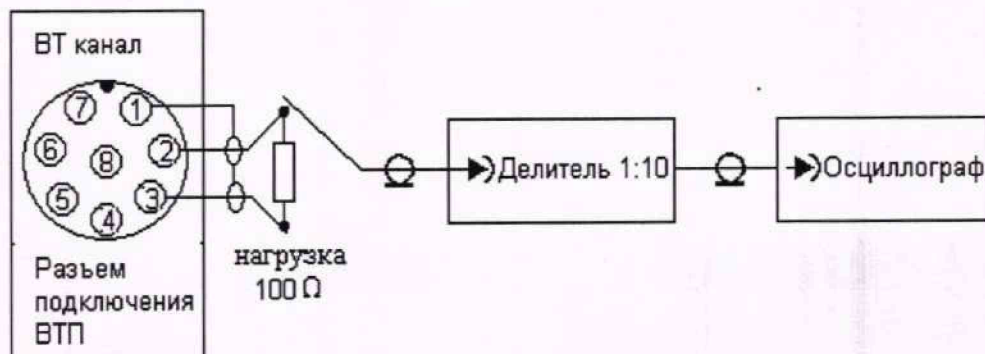 ВТ канал
7
1
6
8
2
5
4
3
Разъем
подключения
ВТП
нагрузка
100 Ω
Делитель 1:10
Осциллограф